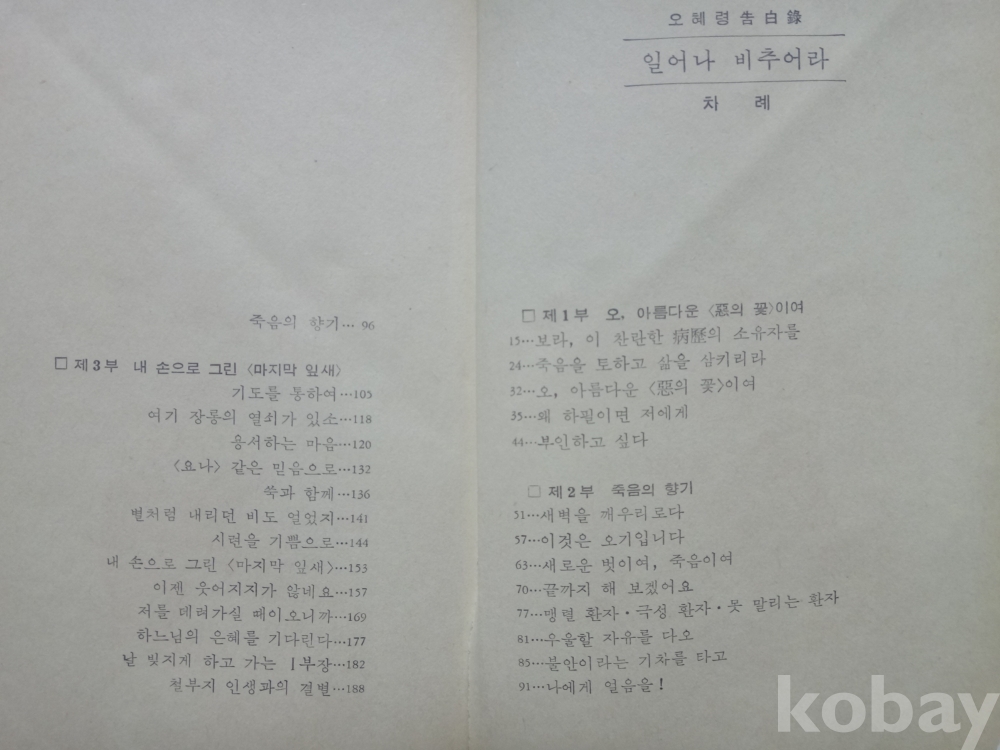 오혜령告白錄
일어나 비추어라
차 례
□ 제1부 오, 아름다운 〈惡의 꽃〉이여
15…보라, 이 찬란한 病歷의 소유자를
24…죽음을 토하고 삶을 삼키리라
32…오, 아름다운 〈惡의 꽃〉이여
35…왜 하필이면 저에게
44…부인하고 싶다
□ 제2부 죽음의 향기
51…새벽을 깨우리로다
57…이것은 오기입니다
63…새로운 벗이여, 죽음이여
70…끝까지 해 보겠어요
77…맹렬 환자·극성 환자·못 말리는 환자
81…우울할 자유를 다오
85…불안이라는 기차를 타고
91…나에게 얼음을!
죽음의 향기…96
□ 제3부 내 손으로 그린 〈마지막 잎새〉
기도를 통하여…105
여기 장롱의 열쇠가 있소…118
용서하는 마음…120
〈요나〉 같은 믿음으로…132
쑥과 함께…136
별처럼 내리던 비도 얼었지…141
시련을 기쁨으로…144
내 손으로 그린 〈마지막 잎새〉…153
이젠 웃어지지가 않네요…157
저를 데려가실 때이오니까…169
하느님의 은혜를 기다린다…177
날 빚지게 하고 가는 I부장…182
철부지 인생과의 결별…188
kobay